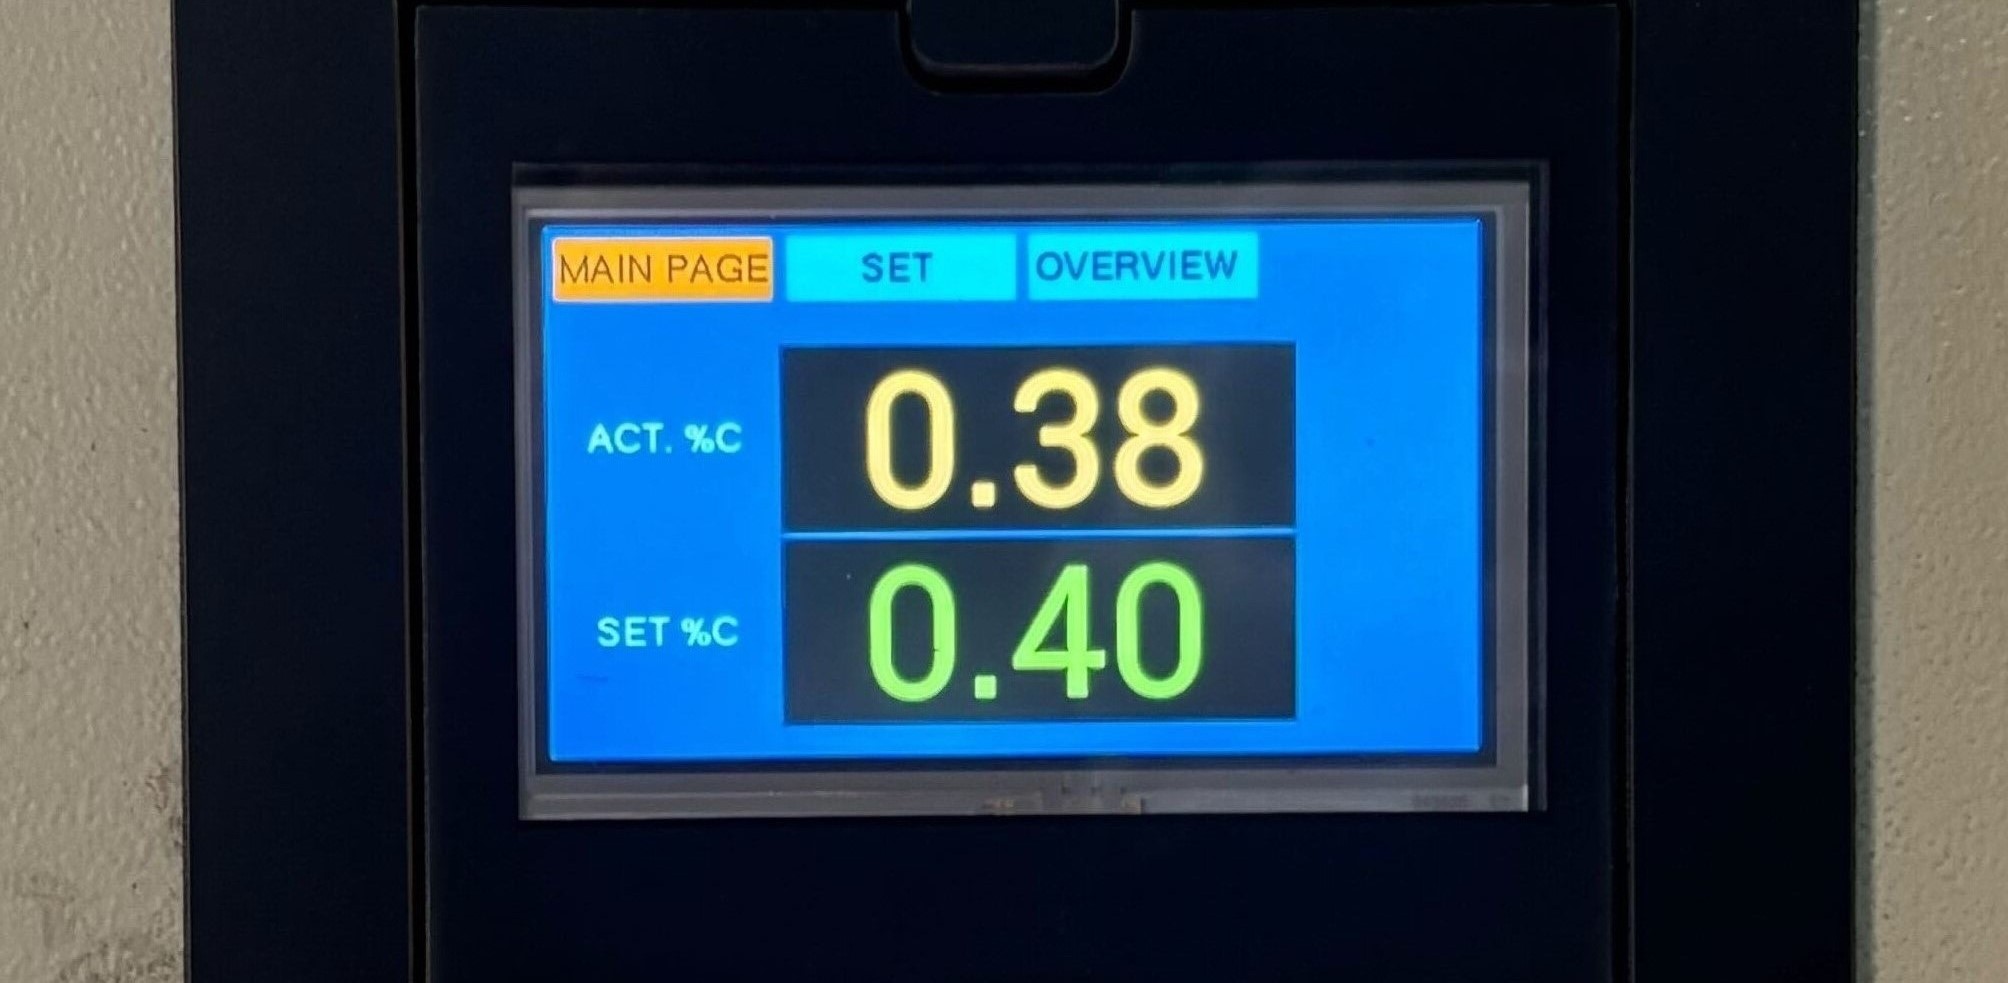 MAIN PAGE SET OVERVIEW
ACT. %C 0.38
SET %C 0.40